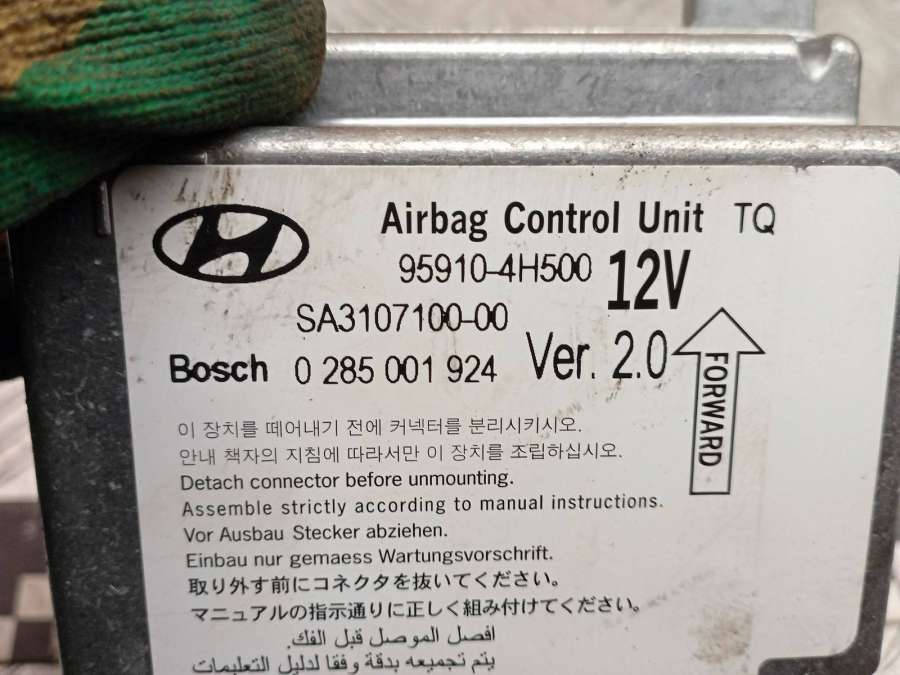 Airbag Control Unit TQ
95910-4H500 12V
SA3107100-00
Bosch 0 285 001 924 Ver. 2.0
FORWARD
이 장치를 떼어내기 전에 커넥터를 분리시키시오.
안내 책자의 지침에 따라서만 이 장치를 조립하십시오.
Detach connector before unmounting.
Assemble strictly according to manual instructions.
Vor Ausbau Stecker abziehen.
Einbau nur gemaess Wartungsvorschrift.
取り外す前にコネクタを抜いてください。
マニュアルの指示通りに正しく組み付けてください。
افصل الموصل قبل الفك.
يتم تجميعه بدقة وفقا لدليل التعليمات